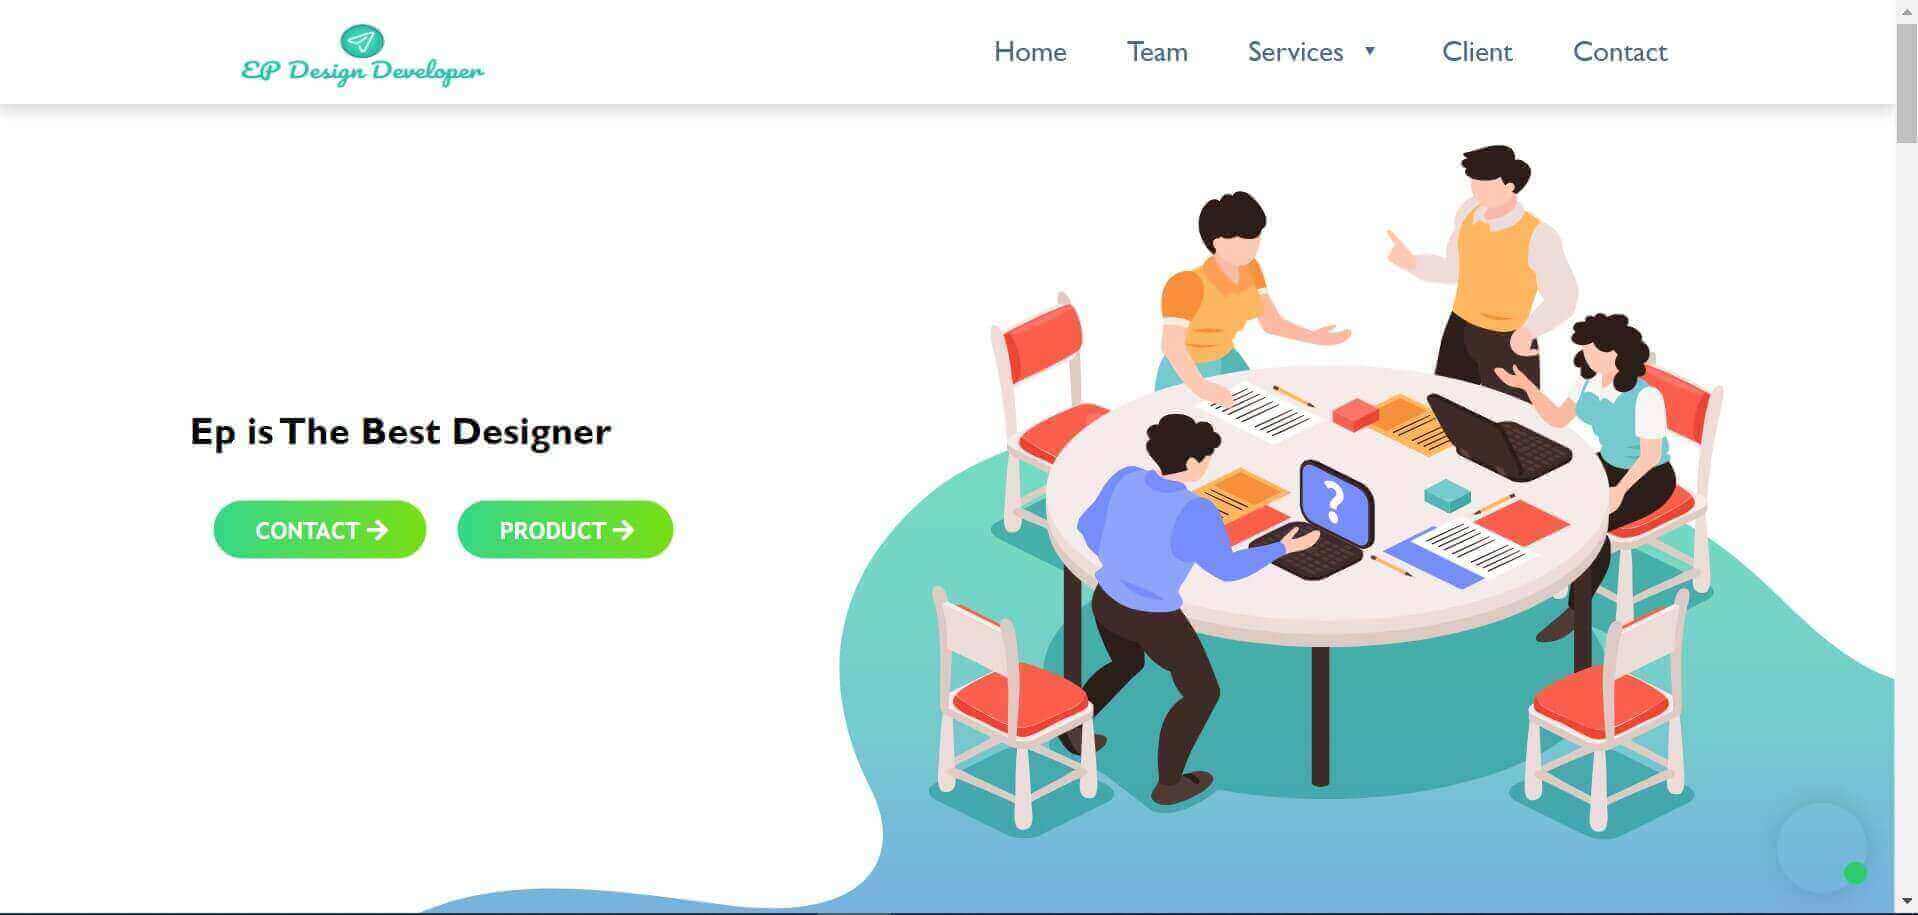 EP Design Developer
Home Team Services Client Contact
Ep is The Best Designer
CONTACT PRODUCT
?